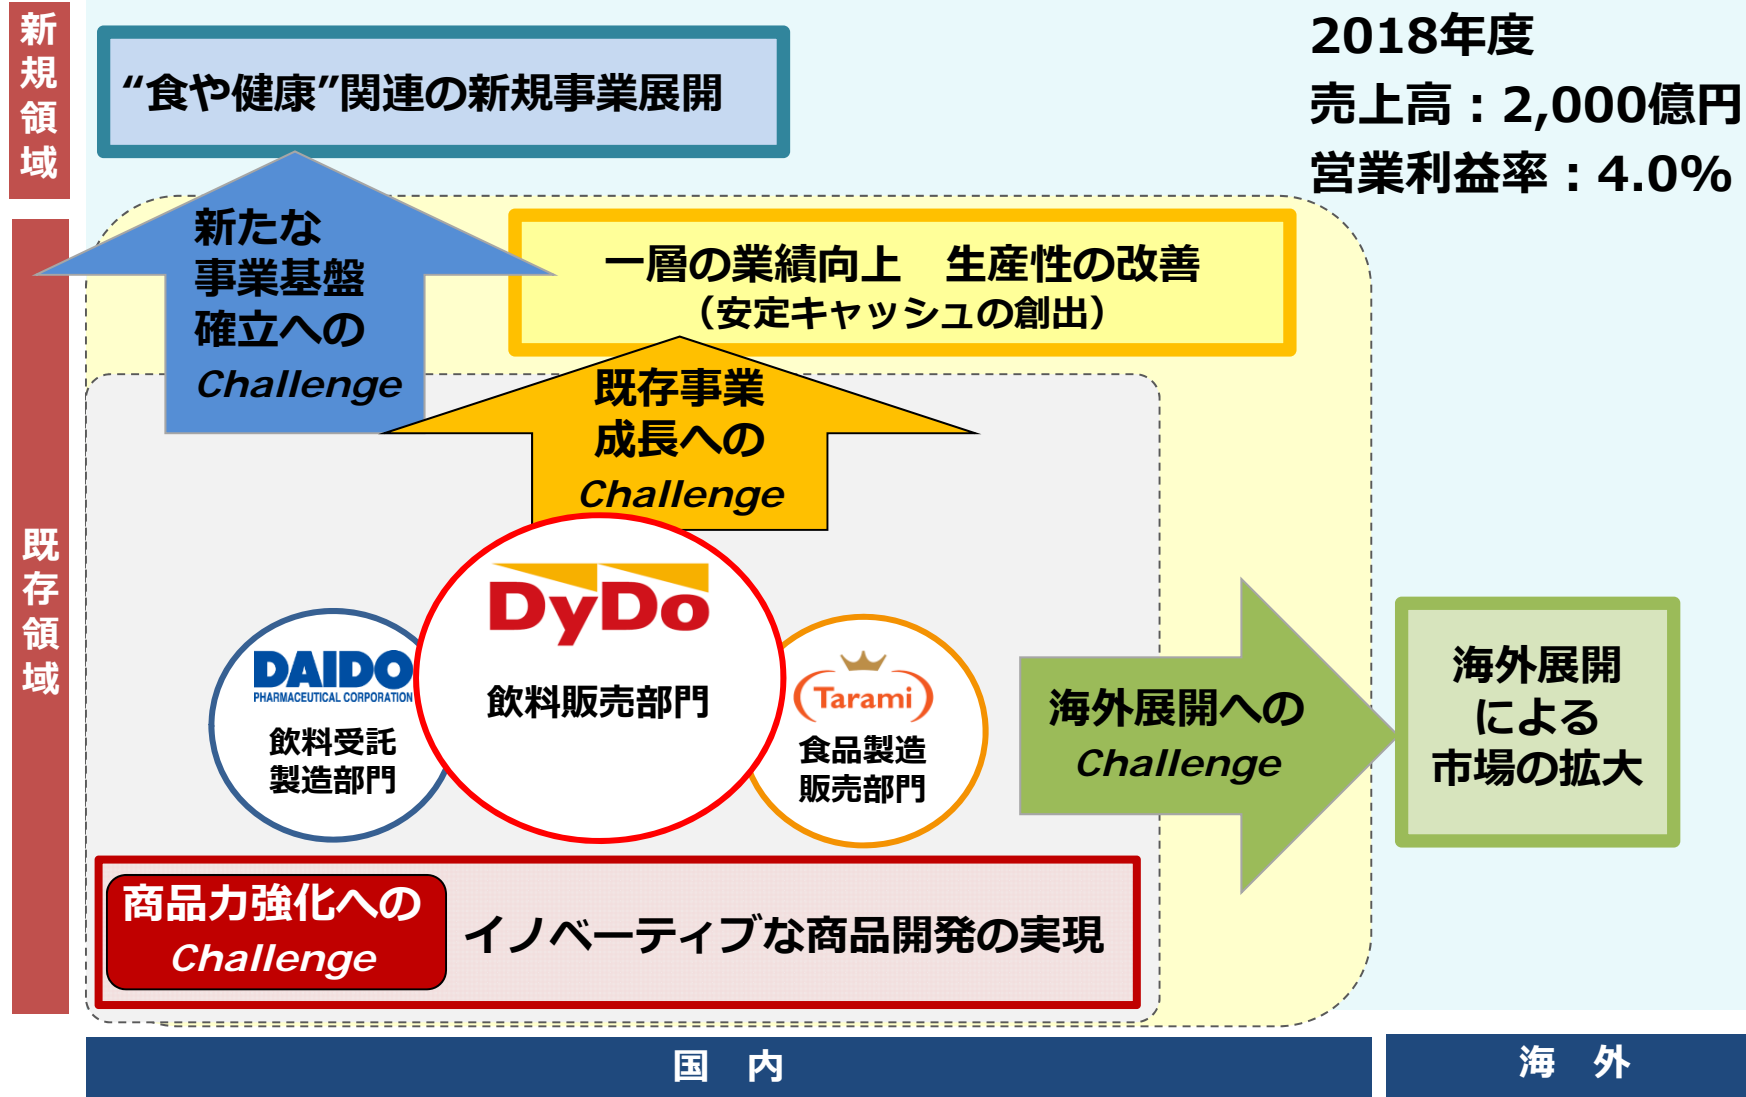 新規領域
“食や健康”関連の新規事業展開
2018年度
売上高：2,000億円
営業利益率：4.0%
新たな
事業基盤
確立への
Challenge
一層の業績向上　生産性の改善
（安定キャッシュの創出）
既存事業
成長への
Challenge
既存領域
DyDo
飲料販売部門
DAIDO
PHARMACEUTICAL CORPORATION
飲料受託
製造部門
Tarami
食品製造
販売部門
海外展開への
Challenge
海外展開
による
市場の拡大
商品力強化への
Challenge
イノベーティブな商品開発の実現
国　内
海　外